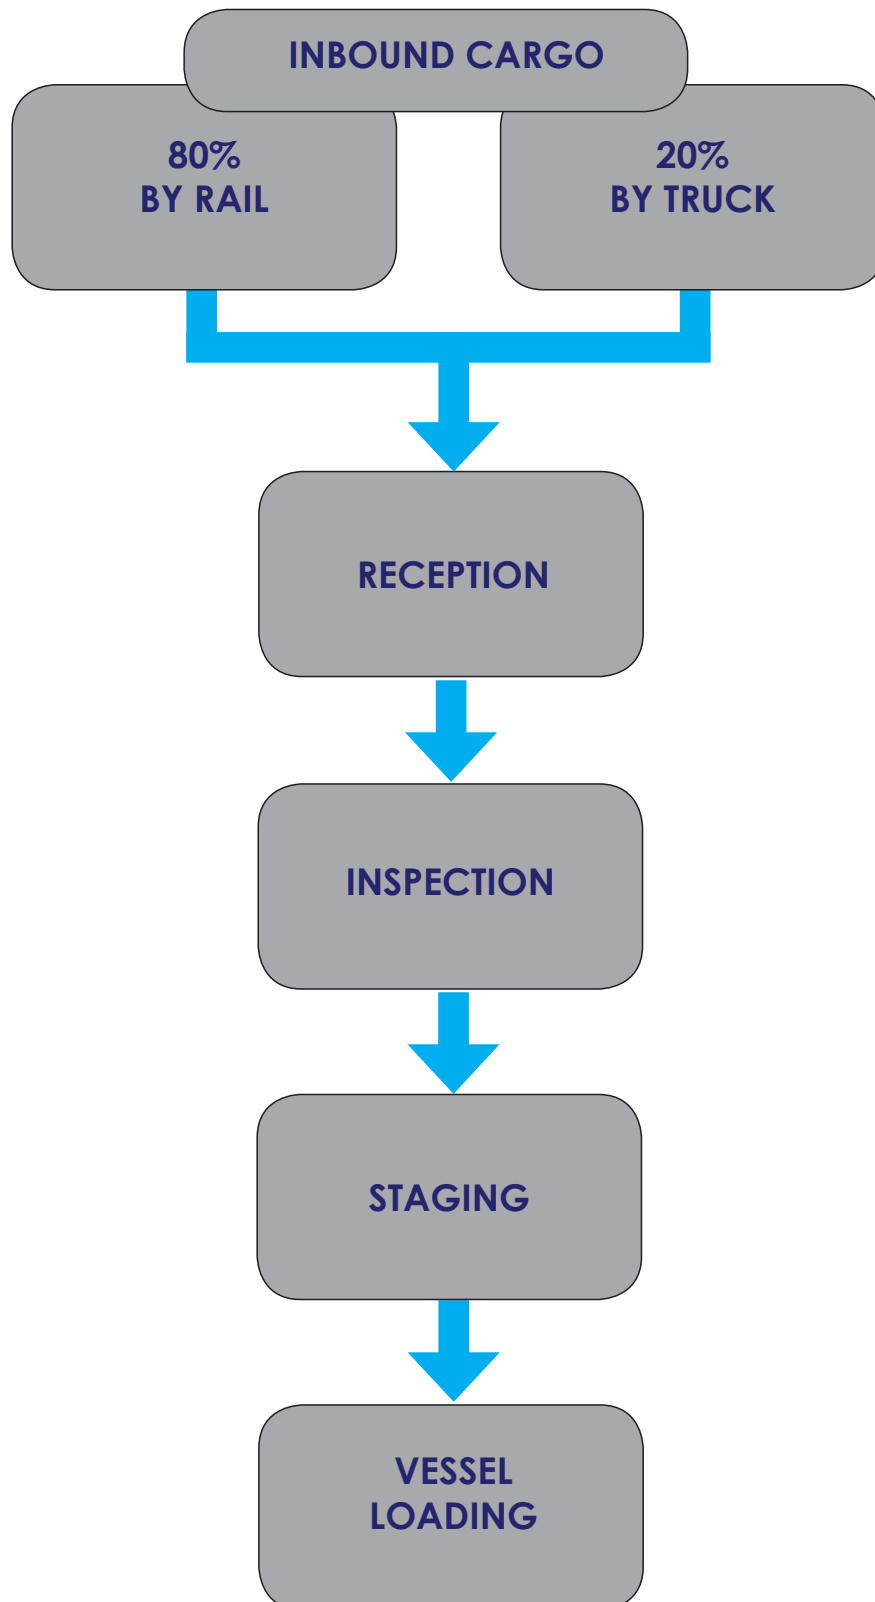 INBOUND CARGO
80%
BY RAIL
20%
BY TRUCK
RECEPTION
INSPECTION
STAGING
VESSEL
LOADING